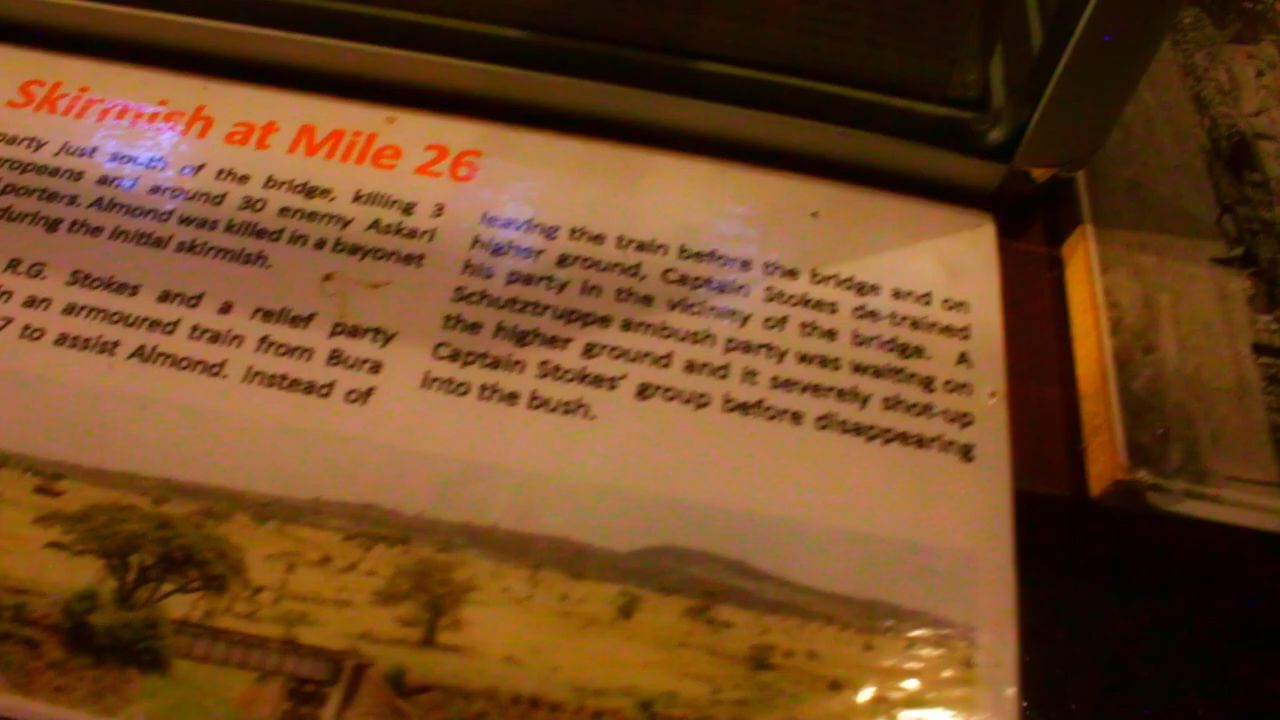 Skirmish at Mile 26
party just south of the bridge, killing 3
ropeans and around 30 enemy Askari
porters. Almond was killed in a bayonet
during the initial skirmish.
R.G. Stokes and a relief party
in an armoured train from Bura
7 to assist Almond. Instead of
leaving the train before the bridge and on
higher ground, Captain Stokes de-trained
his party in the vicinity of the bridge. A
Schutztruppe ambush party was waiting on
the higher ground and it severely shot-up
Captain Stokes' group before disappearing
into the bush.